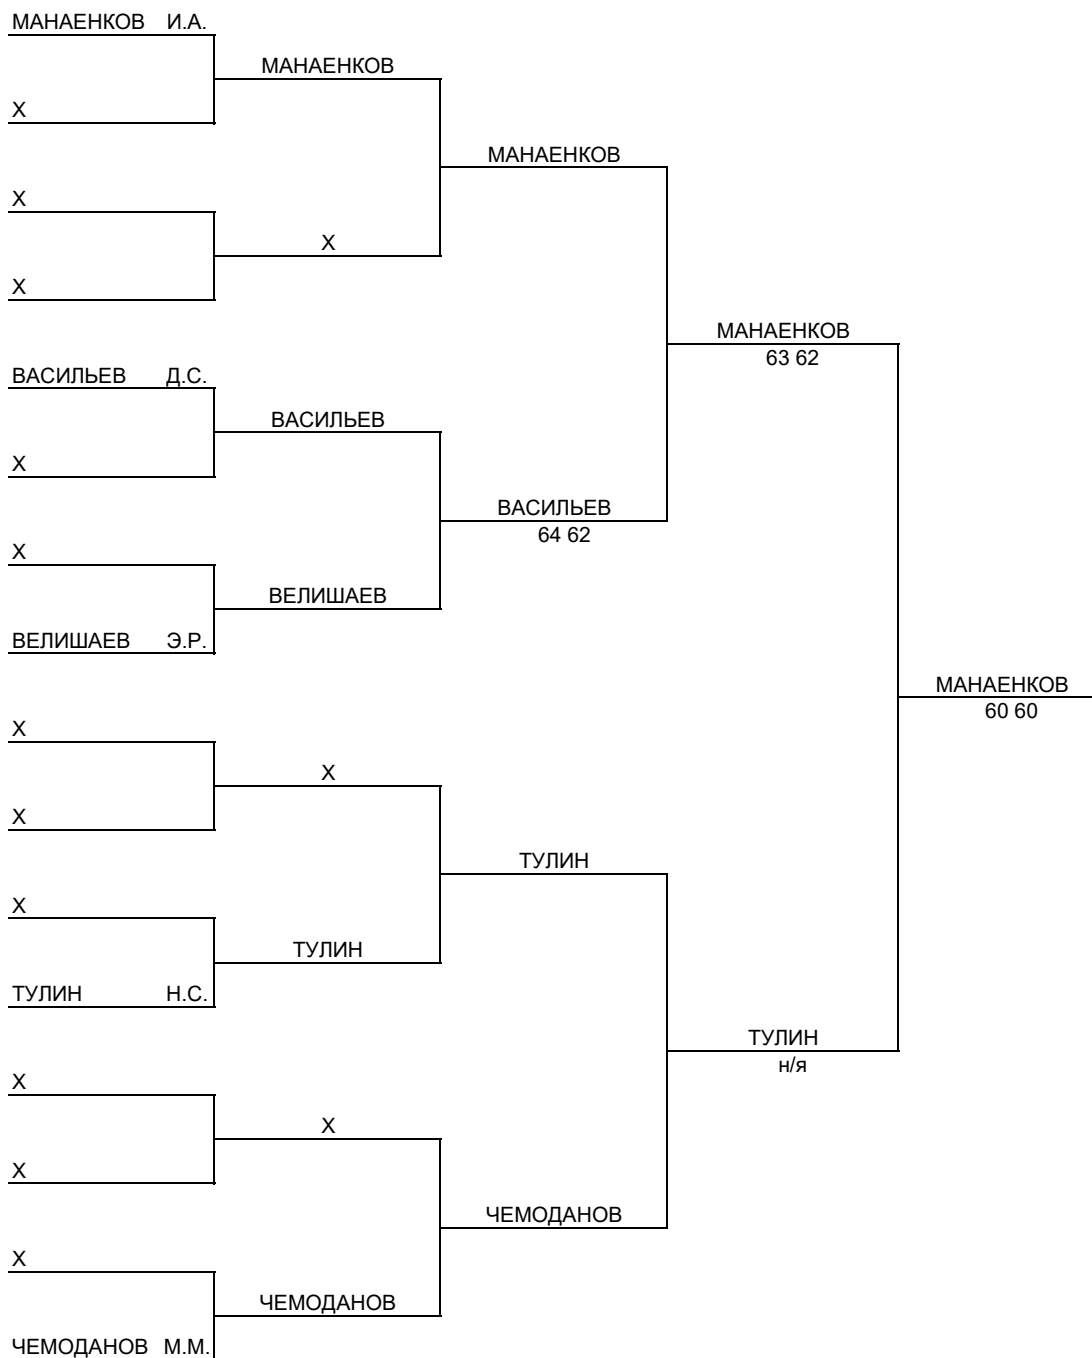 МАНАЕНКОВ И.А.
МАНАЕНКОВ
Х
МАНАЕНКОВ
Х
Х
Х
МАНАЕНКОВ
63 62
ВАСИЛЬЕВ Д.С.
ВАСИЛЬЕВ
Х
ВАСИЛЬЕВ
64 62
Х
ВЕЛИШАЕВ
ВЕЛИШАЕВ Э.Р.
МАНАЕНКОВ
60 60
Х
Х
Х
ТУЛИН
Х
ТУЛИН
ТУЛИН Н.С.
ТУЛИН
н/я
Х
Х
Х
ЧЕМОДАНОВ
Х
ЧЕМОДАНОВ
ЧЕМОДАНОВ М.М.